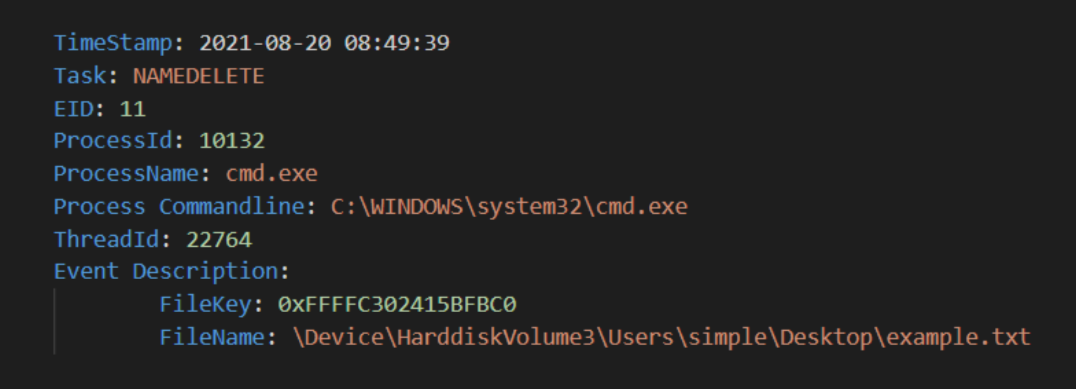 TimeStamp: 2021-08-20 08:49:39
Task: NAMEDELETE
EID: 11
ProcessId: 10132
ProcessName: cmd.exe
Process Commandline: C:\WINDOWS\system32\cmd.exe
ThreadId: 22764
Event Description:
FileKey: 0xFFFFC302415BFBC0
FileName: \Device\HarddiskVolume3\Users\simple\Desktop\example.txt